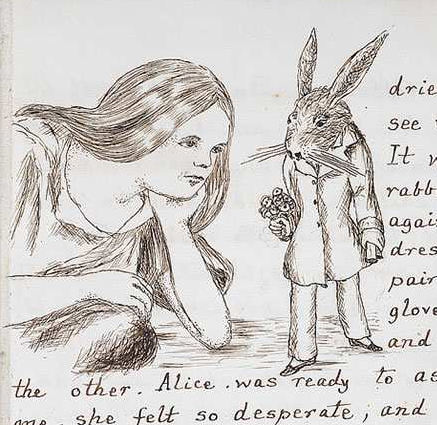 drie
see
It w
rabb
agai
dres
pair
glove
and
the other. Alice was ready to as
me, she felt so desperate; and